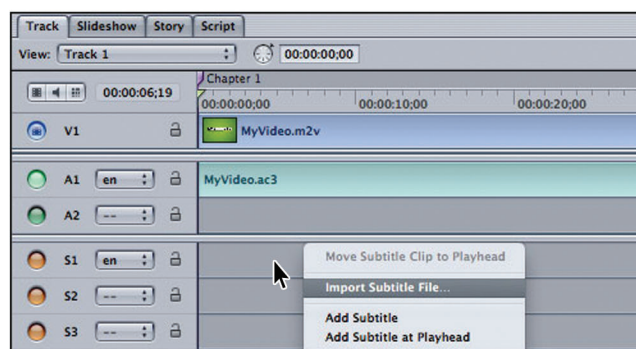 Track Slideshow Story Script
View: Track 1 00:00:00;00
Chapter 1
00:00:06;19
00:00:00;00 00:00:10;00 00:00:20;00
V1 MyVideo.m2v
A1 en MyVideo.ac3
A2 --
S1 en
Move Subtitle Clip to Playhead
S2 -- Import Subtitle File...
Add Subtitle
S3 -- Add Subtitle at Playhead